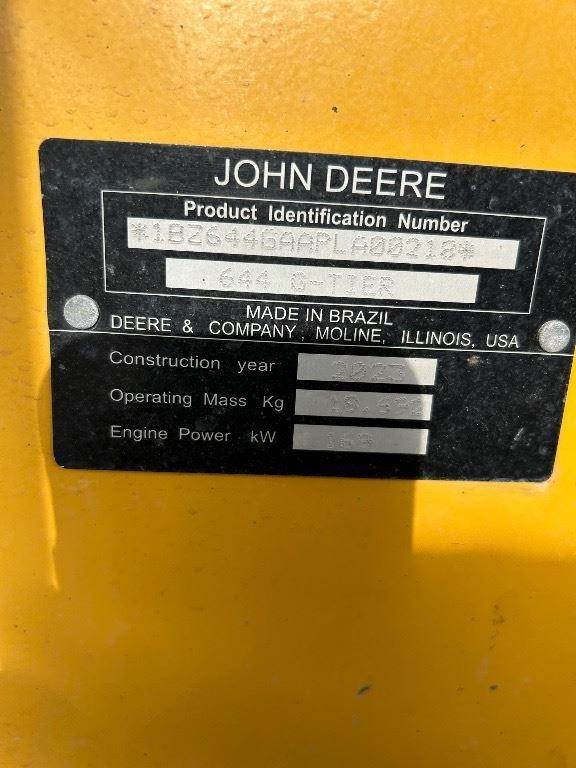 JOHN DEERE
Product Identification Number
*1BZ644GAAPLA00218*
644 G-TIER
MADE IN BRAZIL
DEERE & COMPANY, MOLINE, ILLINOIS, USA
Construction year 2023
Operating Mass Kg
Engine Power kW